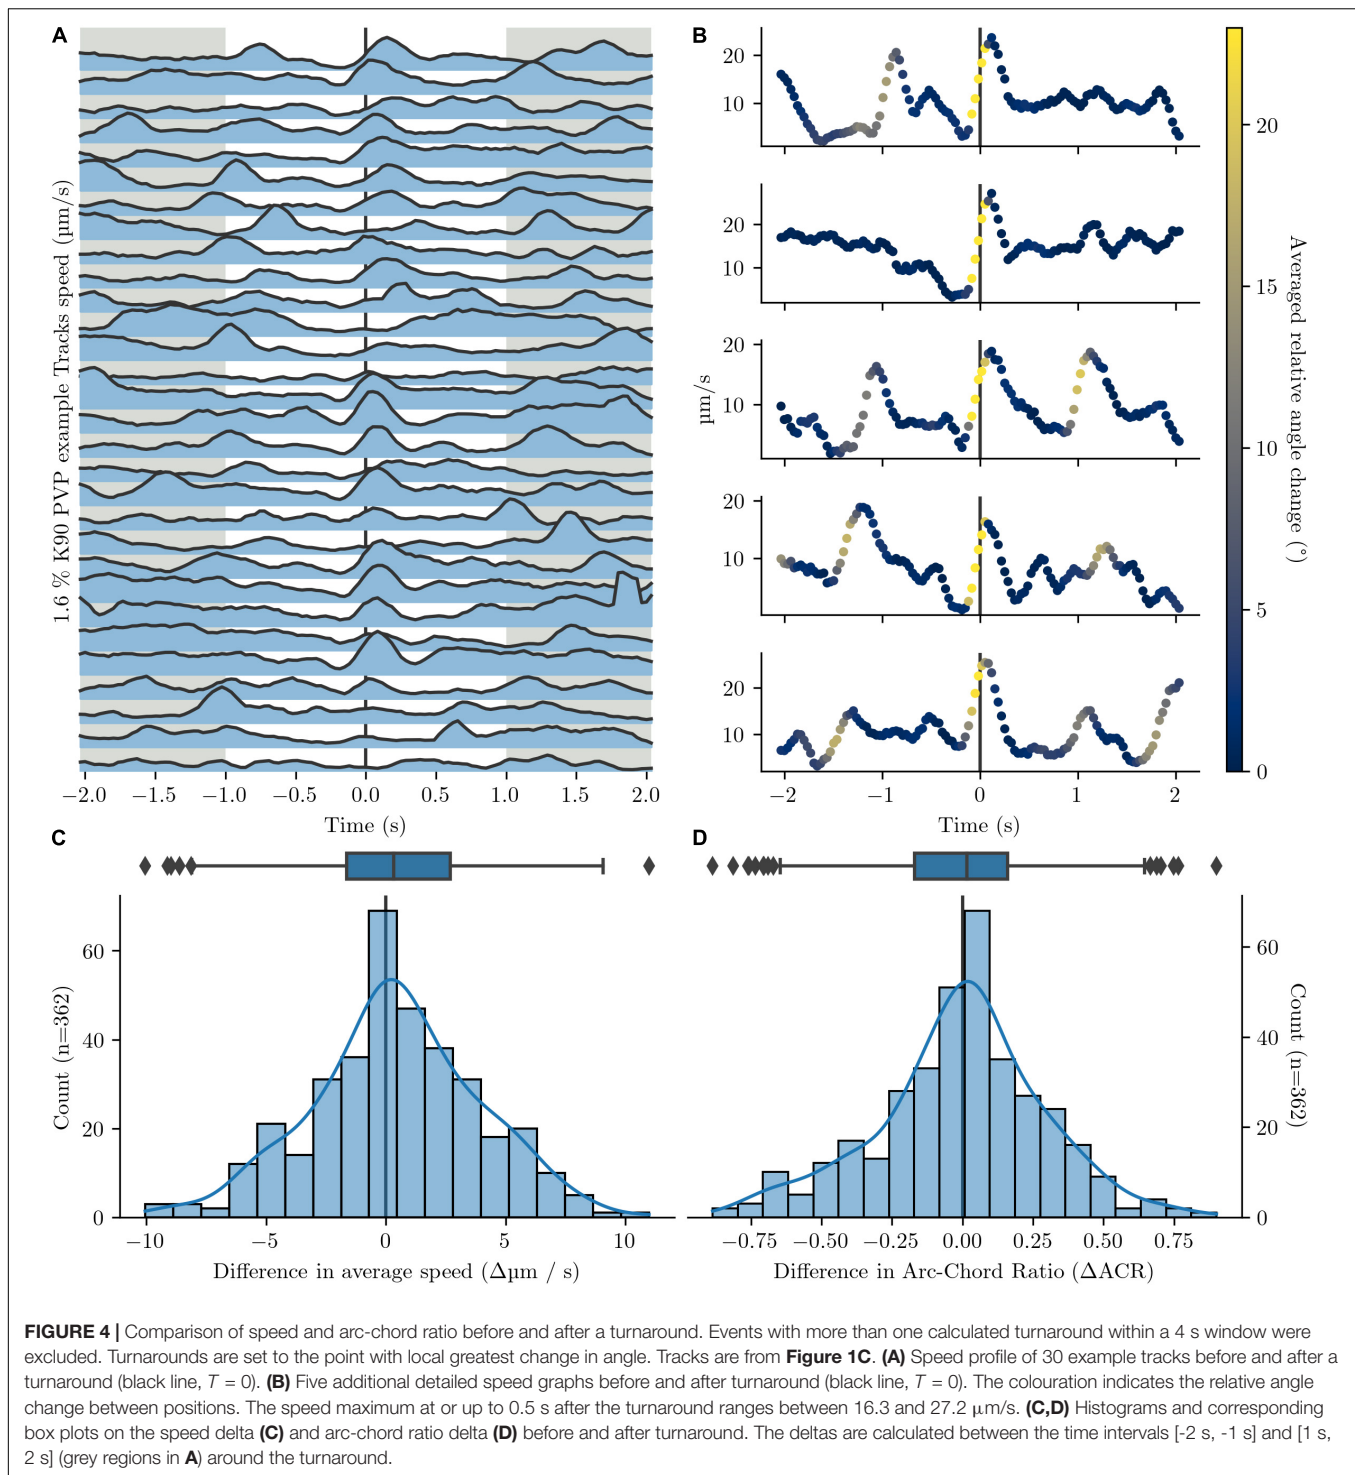 A
1.6 % K90 PVP example Tracks speed (µm/s)
−2.0 −1.5 −1.0 −0.5 0.0 0.5 1.0 1.5 2.0
Time (s)
B
20
10
20
10
20
10
20
10
20
10
µm/s
−2 −1 0 1 2
Time (s)
20
15
10
5
0
Averaged relative angle change (°)
C
60
40
20
0
Count (n=362)
−10 −5 0 5 10
Difference in average speed (Δµm / s)
D
60
40
20
0
Count (n=362)
−0.75 −0.50 −0.25 0.00 0.25 0.50 0.75
Difference in Arc-Chord Ratio (ΔACR)
FIGURE 4 | Comparison of speed and arc-chord ratio before and after a turnaround. Events with more than one calculated turnaround within a 4 s window were
excluded. Turnarounds are set to the point with local greatest change in angle. Tracks are from Figure 1C. (A) Speed profile of 30 example tracks before and after a
turnaround (black line, T = 0). (B) Five additional detailed speed graphs before and after turnaround (black line, T = 0). The colouration indicates the relative angle
change between positions. The speed maximum at or up to 0.5 s after the turnaround ranges between 16.3 and 27.2 µm/s. (C,D) Histograms and corresponding
box plots on the speed delta (C) and arc-chord ratio delta (D) before and after turnaround. The deltas are calculated between the time intervals [-2 s, -1 s] and [1 s,
2 s] (grey regions in A) around the turnaround.